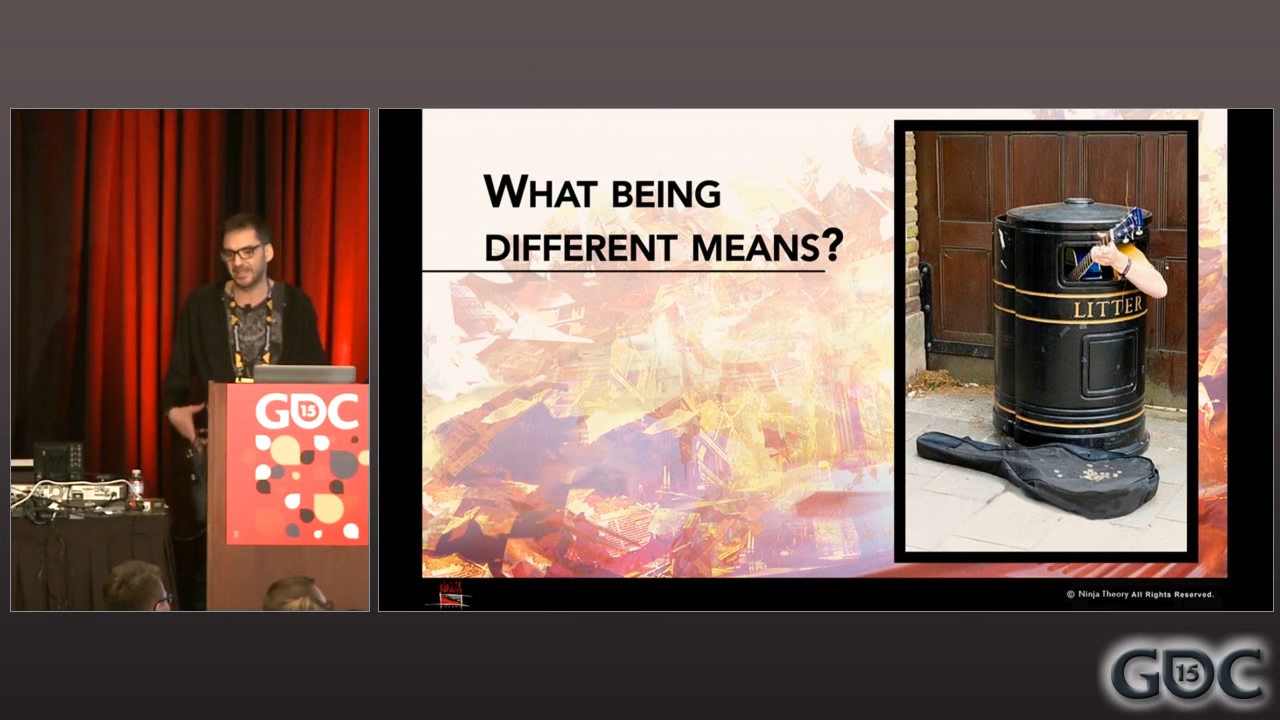 What being
different means?
LITTER
GDC
15
© Ninja Theory All Rights Reserved.
GDC
15